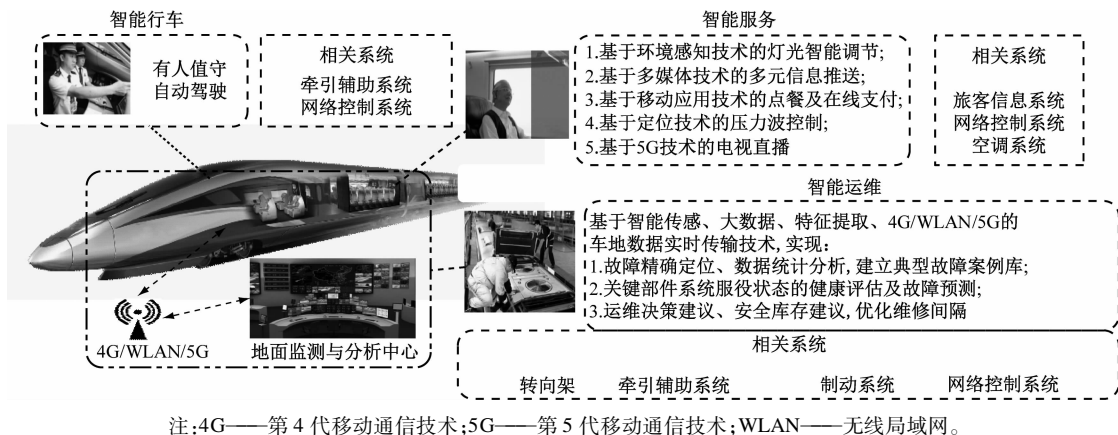 智能行车
有人值守
自动驾驶
相关系统
牵引辅助系统
网络控制系统
智能服务
1.基于环境感知技术的灯光智能调节;
2.基于多媒体技术的多元信息推送;
3.基于移动应用技术的点餐及在线支付;
4.基于定位技术的压力波控制;
5.基于5G技术的电视直播
相关系统
旅客信息系统
网络控制系统
空调系统
智能运维
基于智能传感、大数据、特征提取、4G/WLAN/5G的
车地数据实时传输技术,实现:
1.故障精确定位、数据统计分析,建立典型故障案例库;
2.关键部件系统服役状态的健康评估及故障预测;
3.运维决策建议、安全库存建议,优化维修间隔
4G/WLAN/5G
地面监测与分析中心
相关系统
转向架 牵引辅助系统 制动系统 网络控制系统
注:4G——第4代移动通信技术;5G——第5代移动通信技术;WLAN——无线局域网。